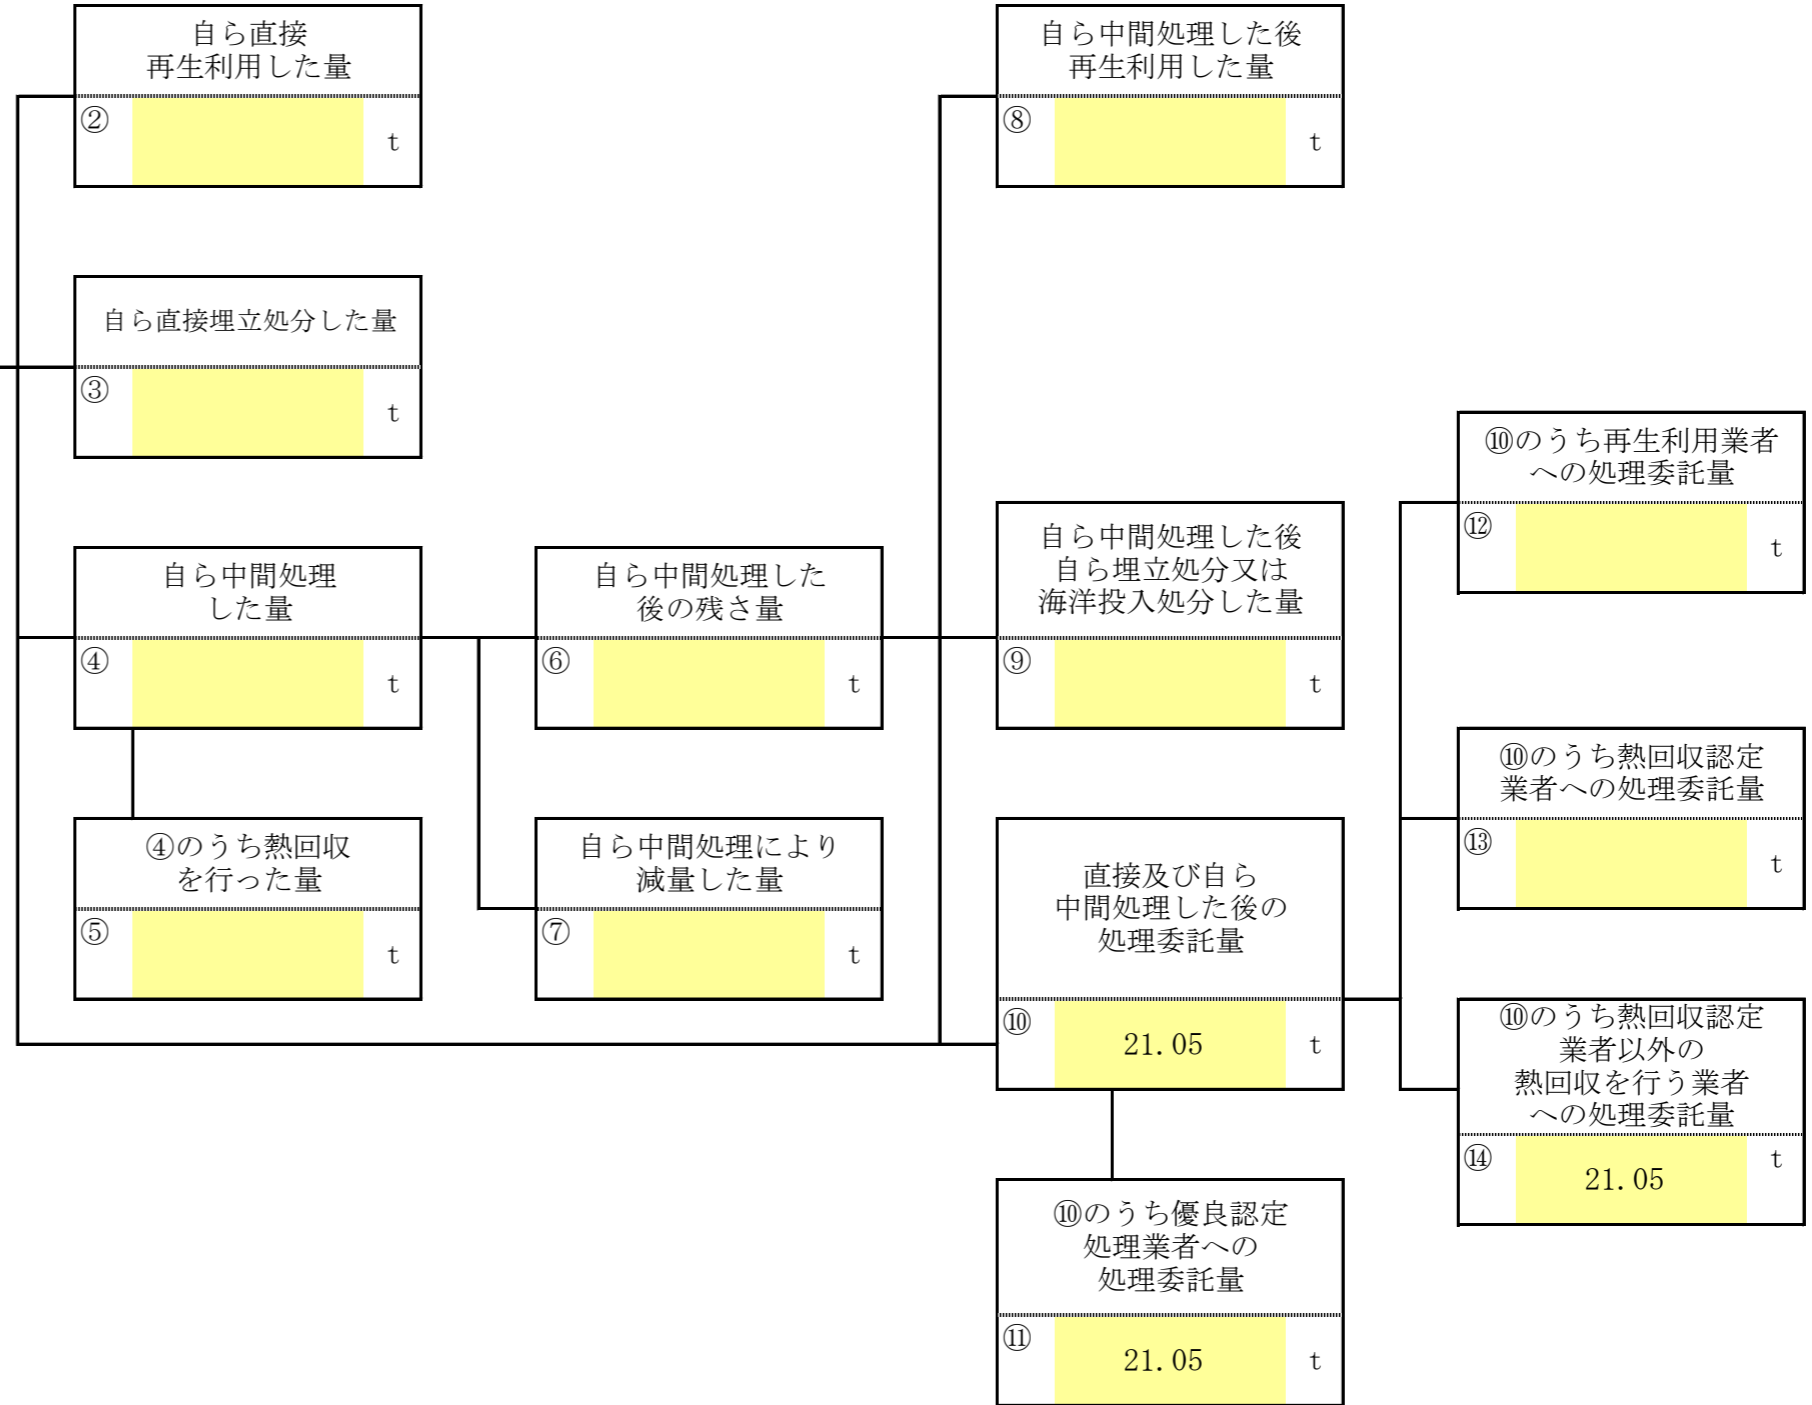 自ら直接
再生利用した量
②
t
自ら中間処理した後
再生利用した量
⑧
t
自ら直接埋立処分した量
③
t
⑩のうち再生利用業者
への処理委託量
⑫
t
自ら中間処理
した量
④
t
自ら中間処理した
後の残さ量
⑥
t
自ら中間処理した後
自ら埋立処分又は
海洋投入処分した量
⑨
t
⑩のうち熱回収認定
業者への処理委託量
⑬
t
④のうち熱回収
を行った量
⑤
t
自ら中間処理により
減量した量
⑦
t
直接及び自ら
中間処理した後の
処理委託量
⑩ 21.05 t
⑩のうち熱回収認定
業者以外の
熱回収を行う業者
への処理委託量
⑭ 21.05 t
⑩のうち優良認定
処理業者への
処理委託量
⑪ 21.05 t